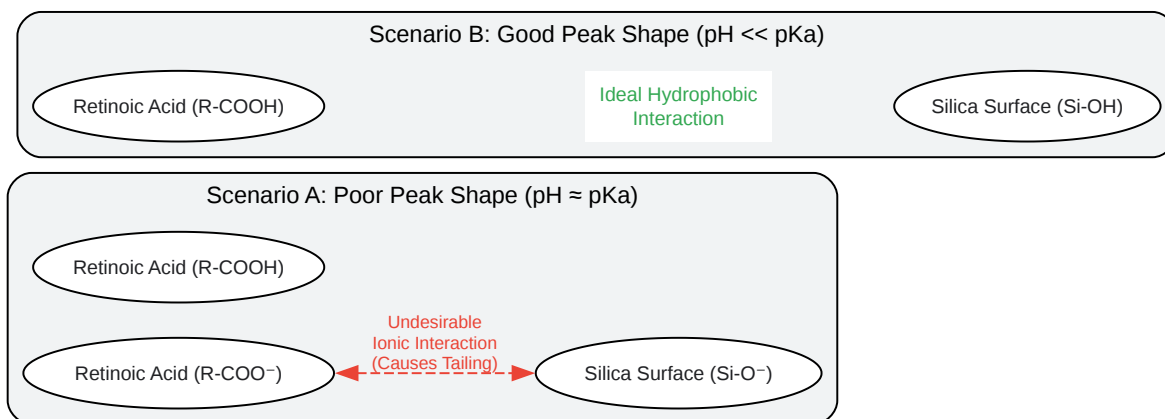 Scenario B: Good Peak Shape (pH << pKa)
Retinoic Acid (R-COOH)
Ideal Hydrophobic
Interaction
Silica Surface (Si-OH)
Scenario A: Poor Peak Shape (pH ≈ pKa)
Retinoic Acid (R-COOH)
Retinoic Acid (R-COO⁻)
Undesirable
Ionic Interaction
(Causes Tailing)
Silica Surface (Si-O⁻)